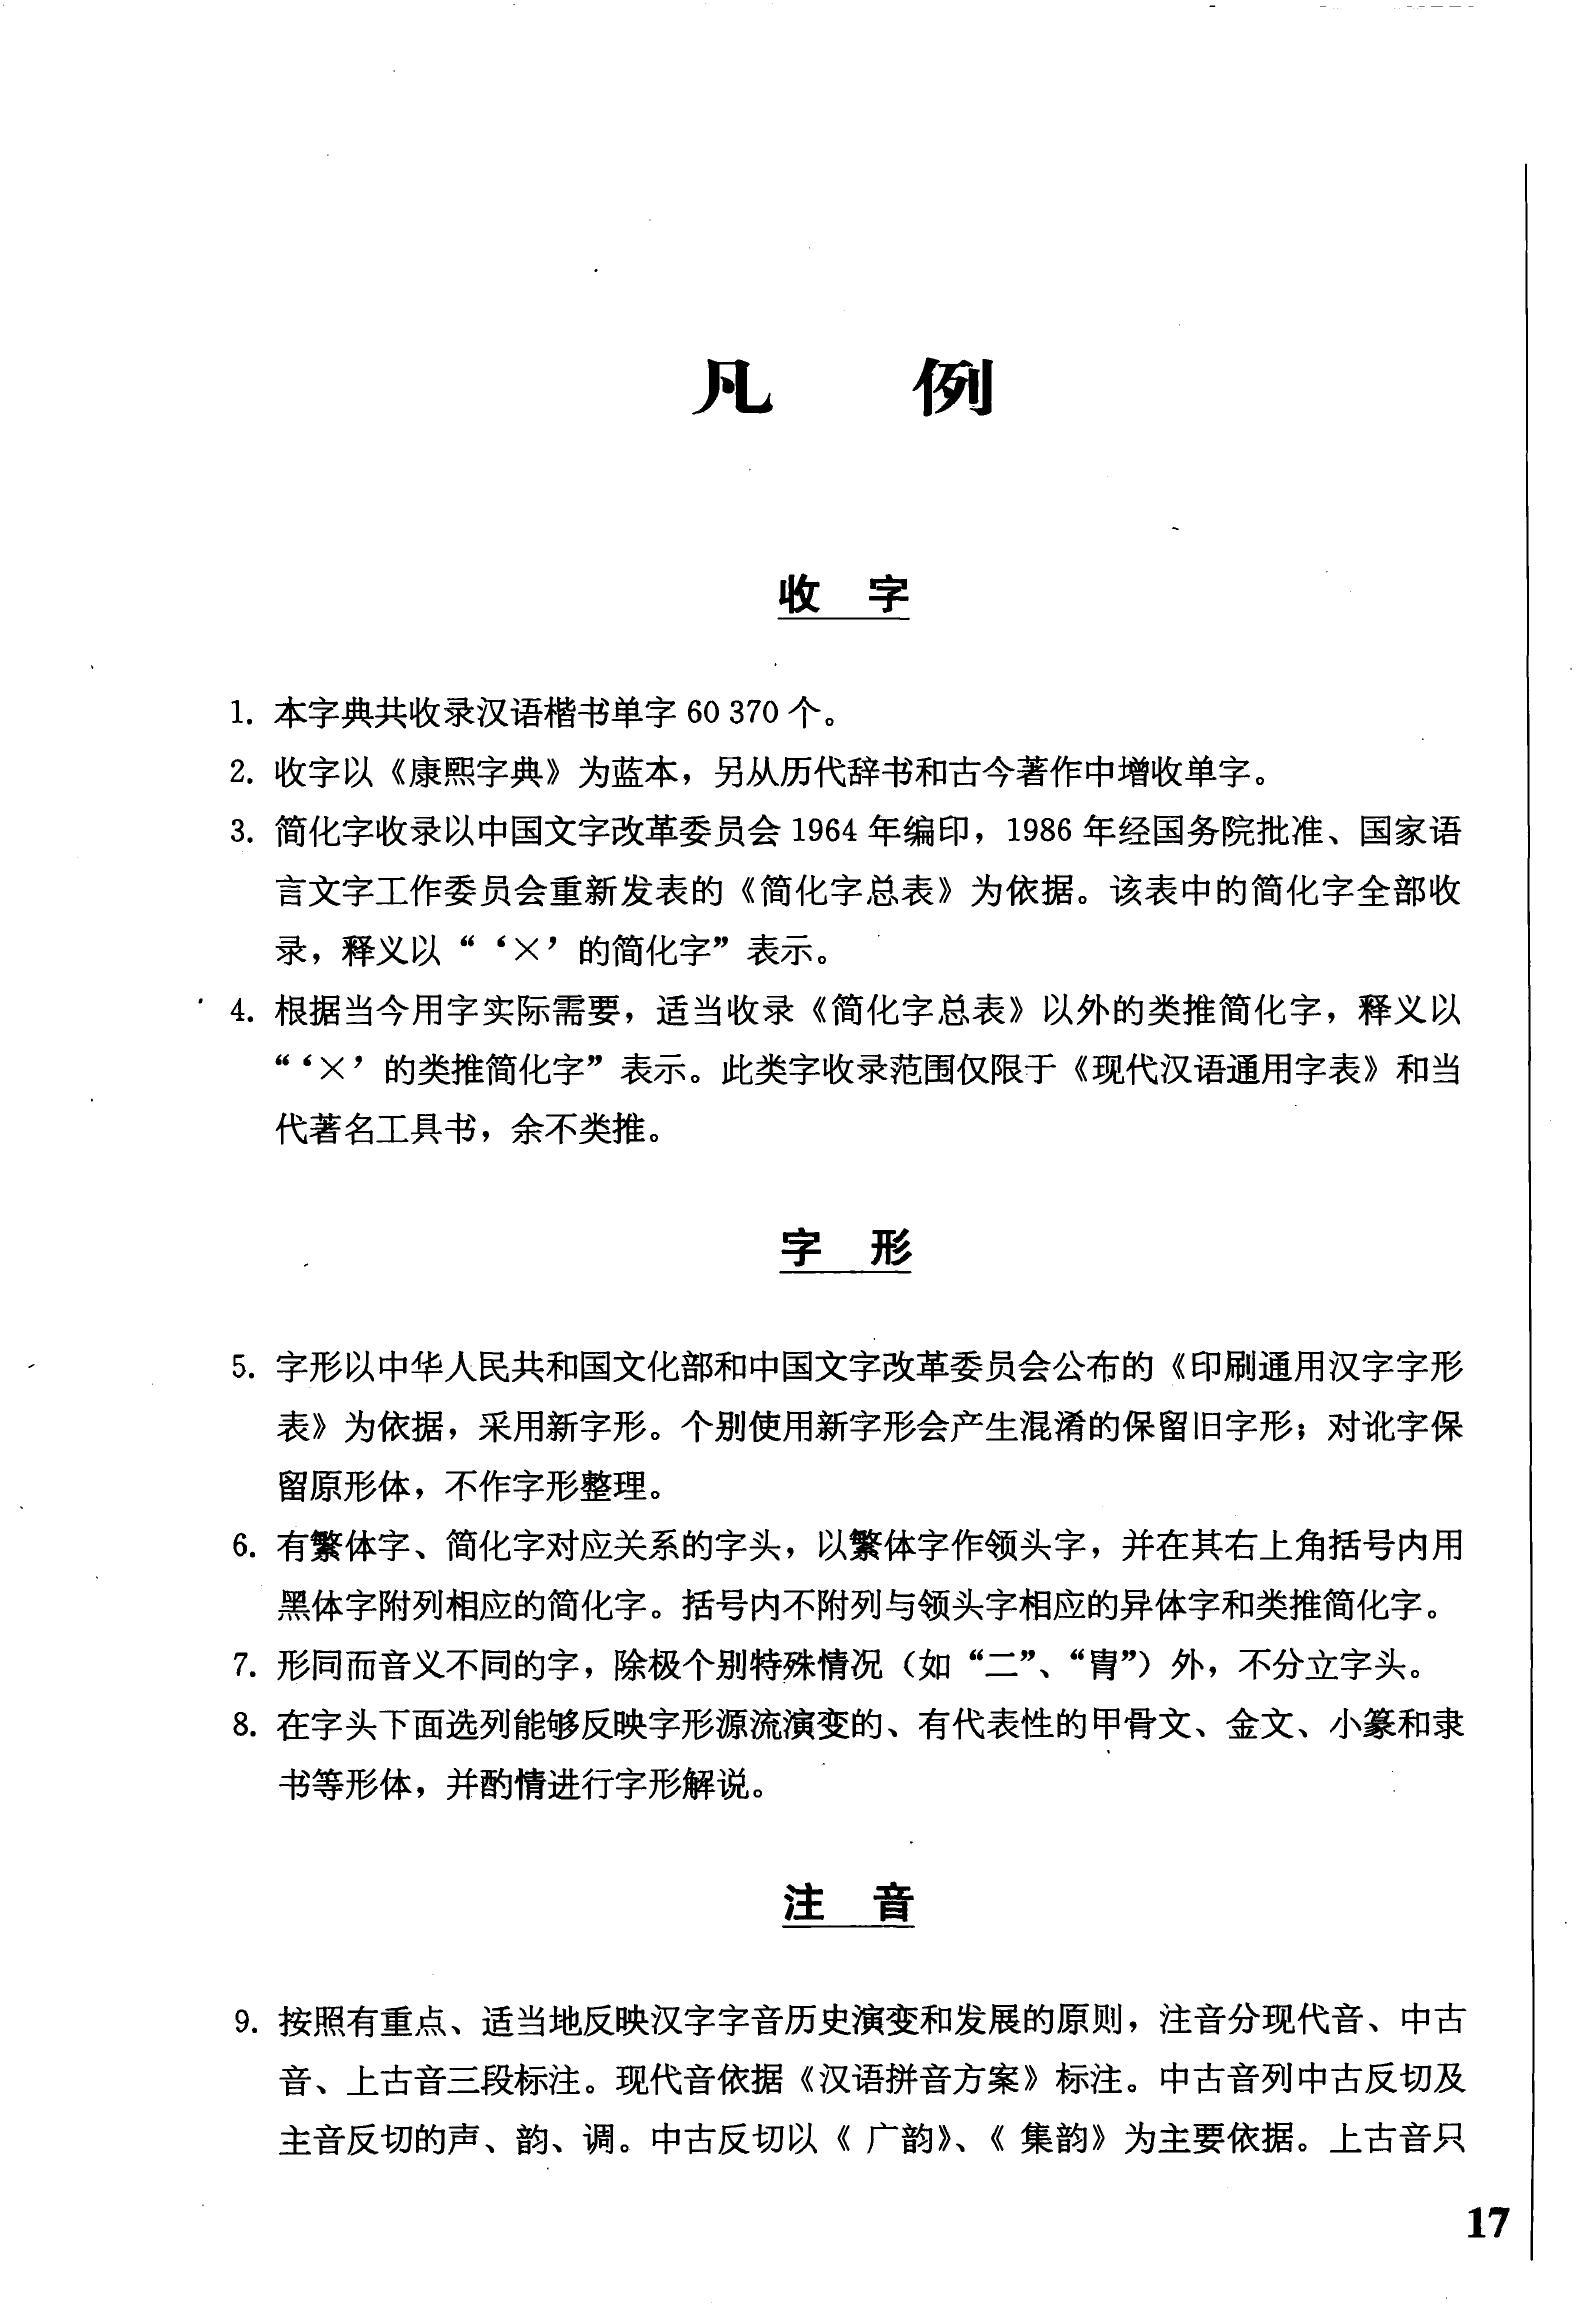 凡 例
收 字
1. 本字典共收录汉语楷书单字 60 370 个。
2. 收字以《康熙字典》为蓝本，另从历代辞书和古今著作中增收单字。
3. 简化字收录以中国文字改革委员会 1964 年编印，1986 年经国务院批准、国家语
言文字工作委员会重新发表的《简化字总表》为依据。该表中的简化字全部收
录，释义以“‘×’的简化字”表示。
4. 根据当今用字实际需要，适当收录《简化字总表》以外的类推简化字，释义以
“‘×’的类推简化字”表示。此类字收录范围仅限于《现代汉语通用字表》和当
代著名工具书，余不类推。
字 形
5. 字形以中华人民共和国文化部和中国文字改革委员会公布的《印刷通用汉字字形
表》为依据，采用新字形。个别使用新字形会产生混淆的保留旧字形；对讹字保
留原形体，不作字形整理。
6. 有繁体字、简化字对应关系的字头，以繁体字作领头字，并在其右上角括号内用
黑体字附列相应的简化字。括号内不附列与领头字相应的异体字和类推简化字。
7. 形同而音义不同的字，除极个别特殊情况（如“二”、“胄”）外，不分立字头。
8. 在字头下面选列能够反映字形源流演变的、有代表性的甲骨文、金文、小篆和隶
书等形体，并酌情进行字形解说。
注 音
9. 按照有重点、适当地反映汉字字音历史演变和发展的原则，注音分现代音、中古
音、上古音三段标注。现代音依据《汉语拼音方案》标注。中古音列中古反切及
主音反切的声、韵、调。中古反切以《广韵》、《集韵》为主要依据。上古音只
17